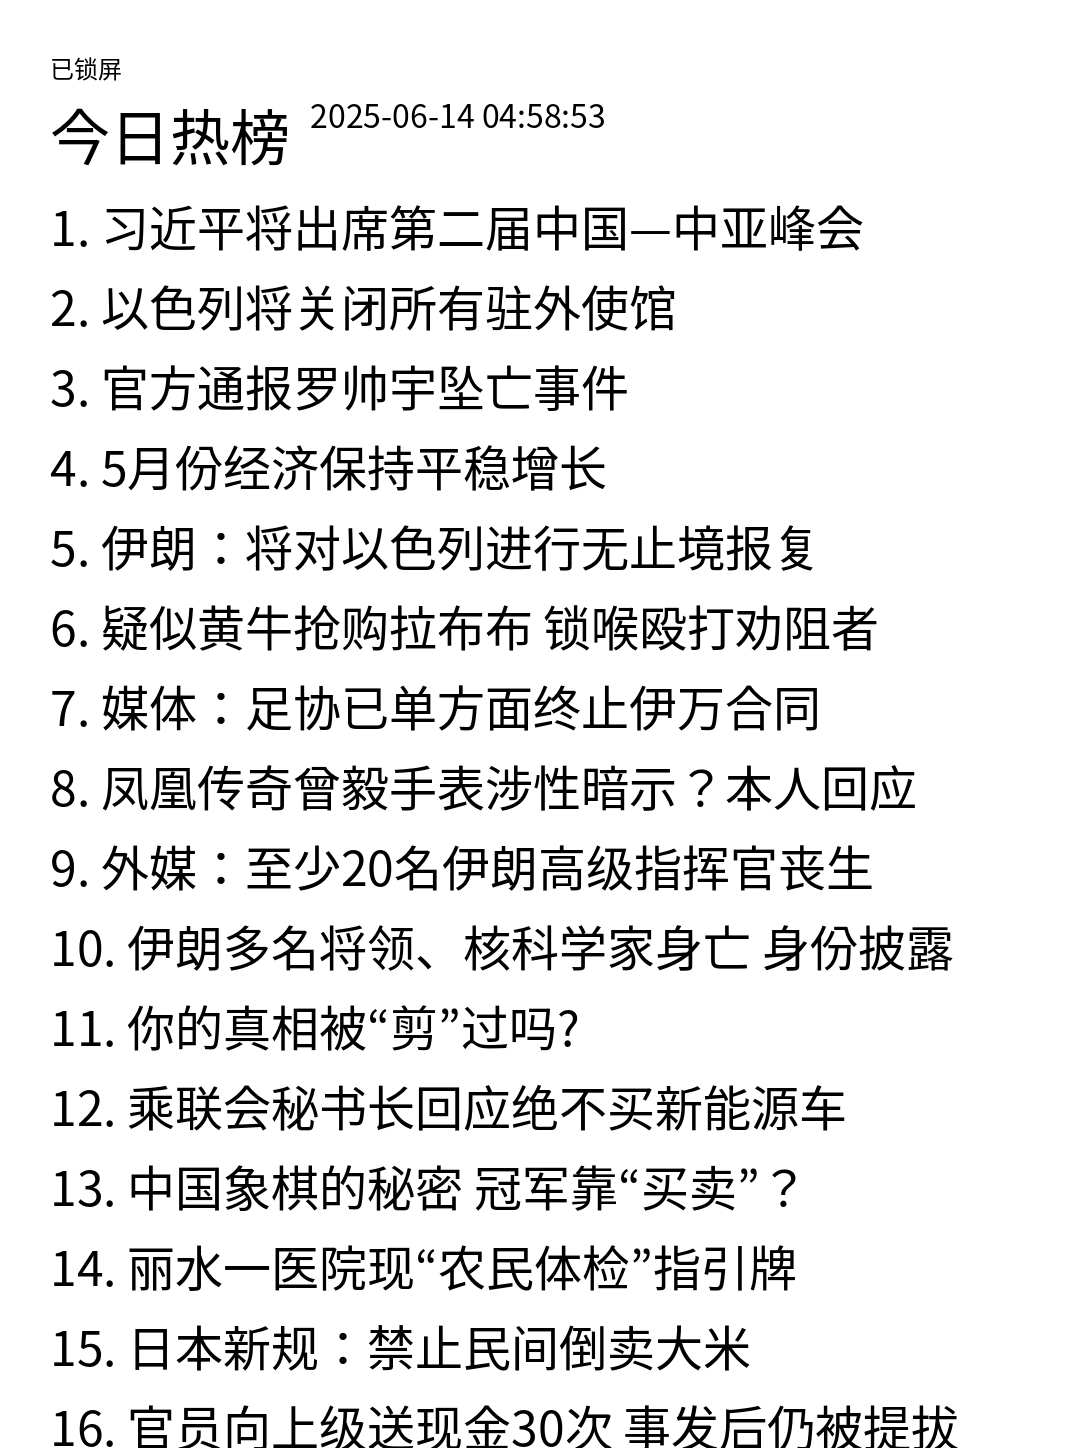 已锁屏
今日热榜 2025-06-14 04:58:53
1. 习近平将出席第二届中国—中亚峰会
2. 以色列将关闭所有驻外使馆
3. 官方通报罗帅宇坠亡事件
4. 5月份经济保持平稳增长
5. 伊朗：将对以色列进行无止境报复
6. 疑似黄牛抢购拉布布 锁喉殴打劝阻者
7. 媒体：足协已单方面终止伊万合同
8. 凤凰传奇曾毅手表涉性暗示？本人回应
9. 外媒：至少20名伊朗高级指挥官丧生
10. 伊朗多名将领、核科学家身亡 身份披露
11. 你的真相被“剪”过吗?
12. 乘联会秘书长回应绝不买新能源车
13. 中国象棋的秘密 冠军靠“买卖”？
14. 丽水一医院现“农民体检”指引牌
15. 日本新规：禁止民间倒卖大米
16. 官员向上级送现金30次 事发后仍被提拔